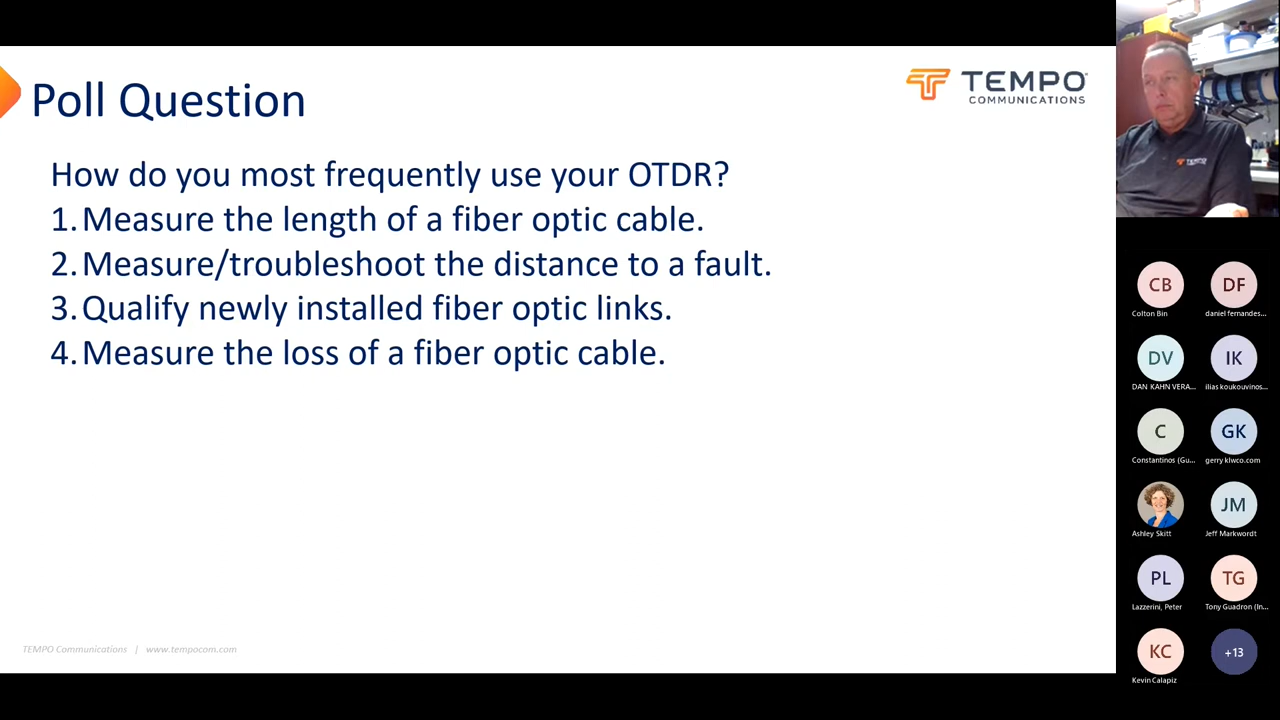 Poll Question
TEMPO
COMMUNICATIONS
How do you most frequently use your OTDR?
1. Measure the length of a fiber optic cable.
2. Measure/troubleshoot the distance to a fault.
3. Qualify newly installed fiber optic links.
4. Measure the loss of a fiber optic cable.
TEMPO Communications | www.tempocom.com
TEMPO
CB
DF
Colton Bin
daniel fernandes...
DV
IK
DAN KAHN VERA...
ilias koukouvinos...
C
GK
Constantinos (Gu...
gerry klwco.com
JM
Ashley Skitt
Jeff Markwordt
PL
TG
Lazzerini, Peter
Tony Guadron (In...
KC
+13
Kevin Calapiz